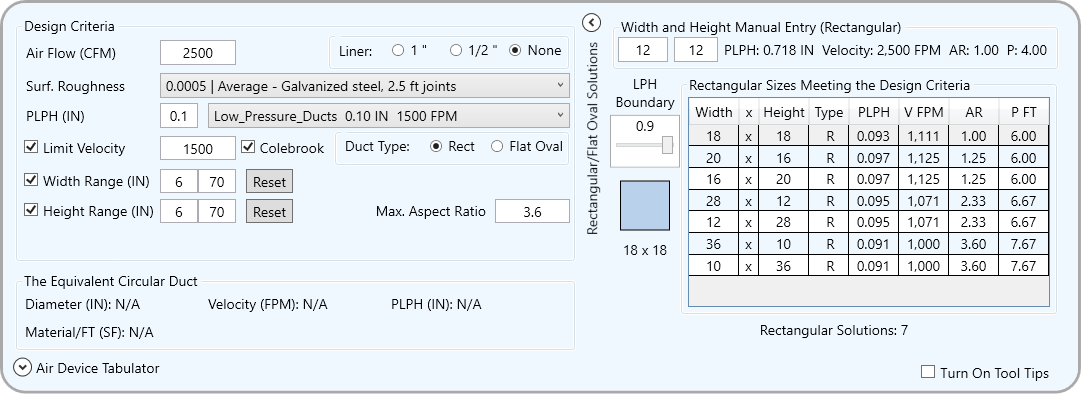 Design Criteria
Air Flow (CFM) 2500 Liner: 1 " 1/2 " None
Surf. Roughness 0.0005 | Average - Galvanized steel, 2.5 ft joints
PLPH (IN) 0.1 Low_Pressure_Ducts 0.10 IN 1500 FPM
Limit Velocity 1500 Colebrook Duct Type: Rect Flat Oval
Width Range (IN) 6 70 Reset
Height Range (IN) 6 70 Reset Max. Aspect Ratio 3.6
The Equivalent Circular Duct
Diameter (IN): N/A Velocity (FPM): N/A PLPH (IN): N/A
Material/FT (SF): N/A
Air Device Tabulator
Rectangular/Flat Oval Solutions
Width and Height Manual Entry (Rectangular)
12 12 PLPH: 0.718 IN Velocity: 2,500 FPM AR: 1.00 P: 4.00
LPH
Boundary
0.9
18 x 18
Rectangular Sizes Meeting the Design Criteria
Width x Height Type PLPH V FPM AR P FT
18 x 18 R 0.093 1,111 1.00 6.00
20 x 16 R 0.097 1,125 1.25 6.00
16 x 20 R 0.097 1,125 1.25 6.00
28 x 12 R 0.095 1,071 2.33 6.67
12 x 28 R 0.095 1,071 2.33 6.67
36 x 10 R 0.091 1,000 3.60 7.67
10 x 36 R 0.091 1,000 3.60 7.67
Rectangular Solutions: 7
Turn On Tool Tips